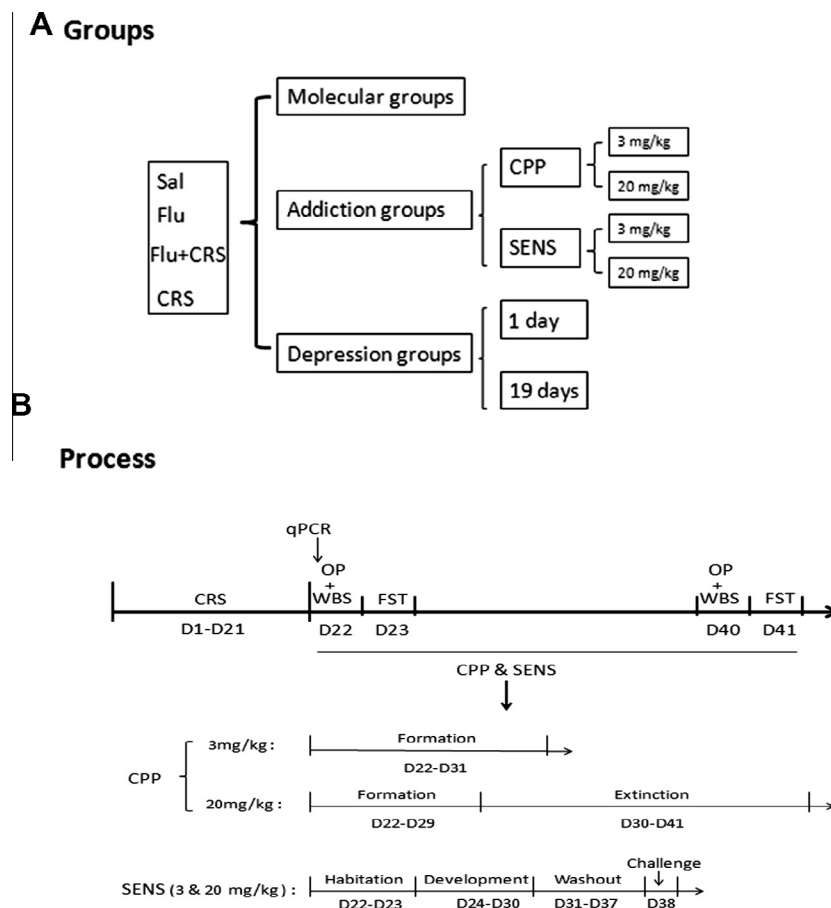 A Groups
Molecular groups
Sal
Flu
Flu+CRS
CRS
Addiction groups
CPP
3 mg/kg
20 mg/kg
SENS
3 mg/kg
20 mg/kg
Depression groups
1 day
19 days
B
Process
qPCR
OP
+
WBS
OP
+
WBS
CRS
FST
FST
D1-D21
D22
D23
D40
D41
CPP & SENS
CPP
3mg/kg:
Formation
D22-D31
20mg/kg:
Formation
Extinction
D22-D29
D30-D41
SENS (3 & 20 mg/kg) :
Habitation
Development
Washout
Challenge
D22-D23
D24-D30
D31-D37
D38